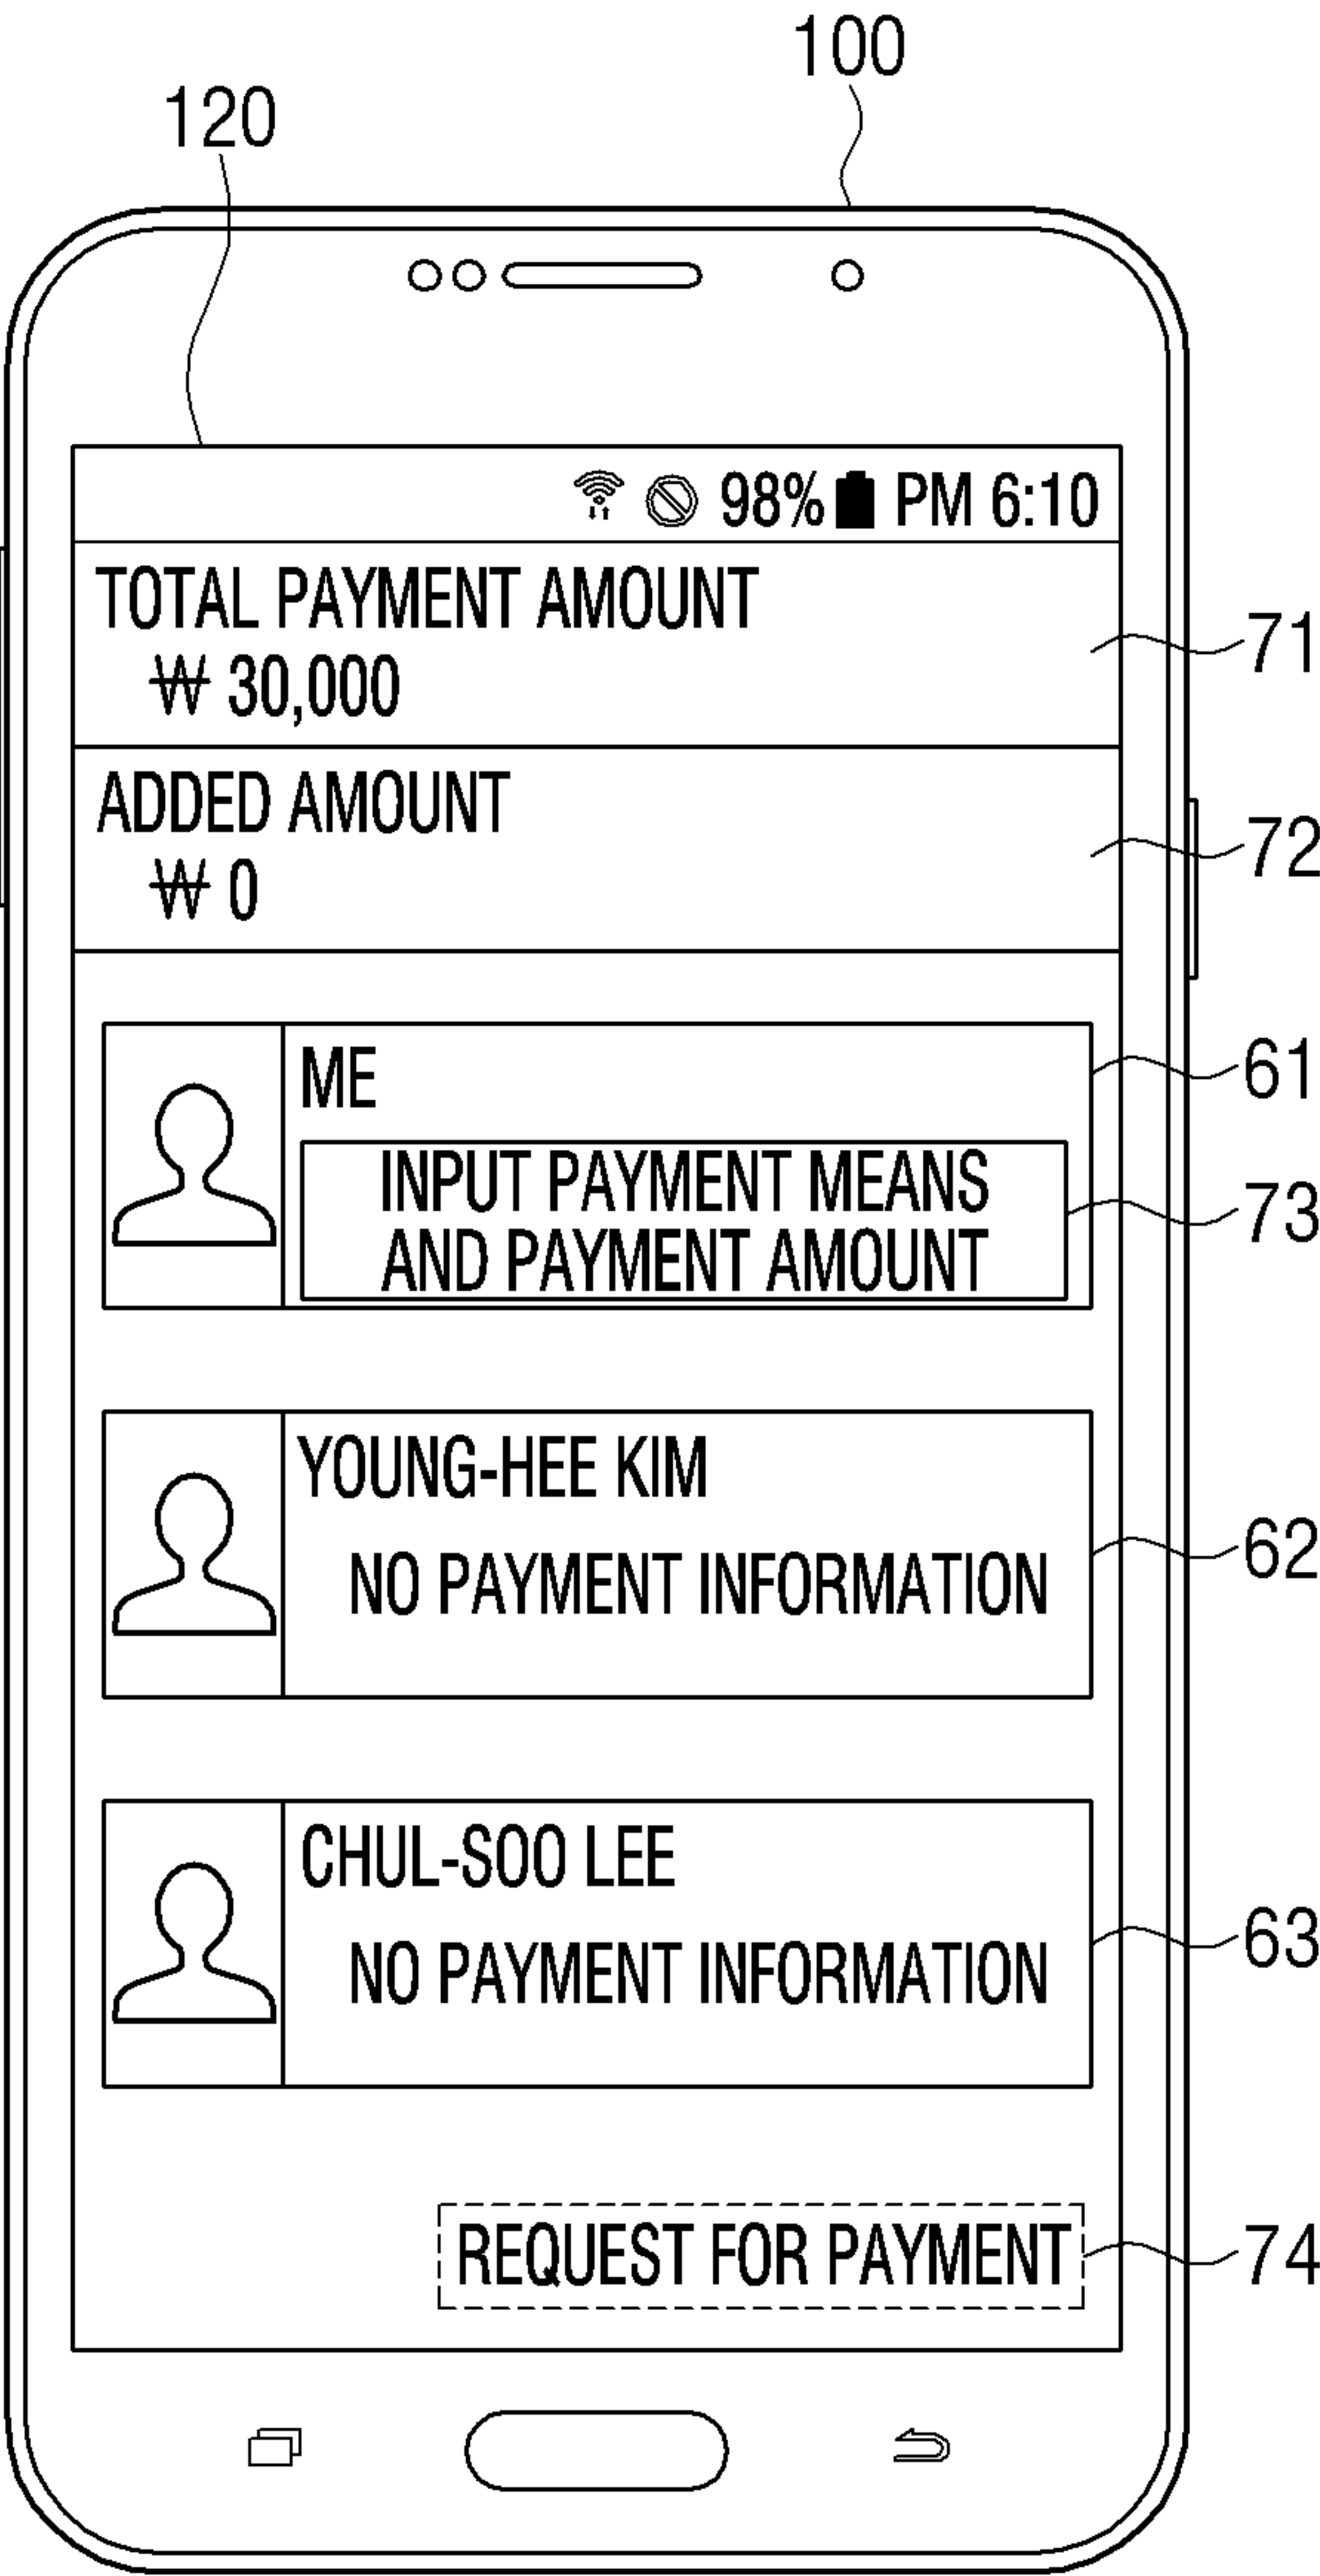 100
120
98% PM 6:10
TOTAL PAYMENT AMOUNT
₩ 30,000
71
ADDED AMOUNT
₩ 0
72
ME
61
INPUT PAYMENT MEANS
AND PAYMENT AMOUNT
73
YOUNG-HEE KIM
NO PAYMENT INFORMATION
62
CHUL-SOO LEE
NO PAYMENT INFORMATION
63
REQUEST FOR PAYMENT
74